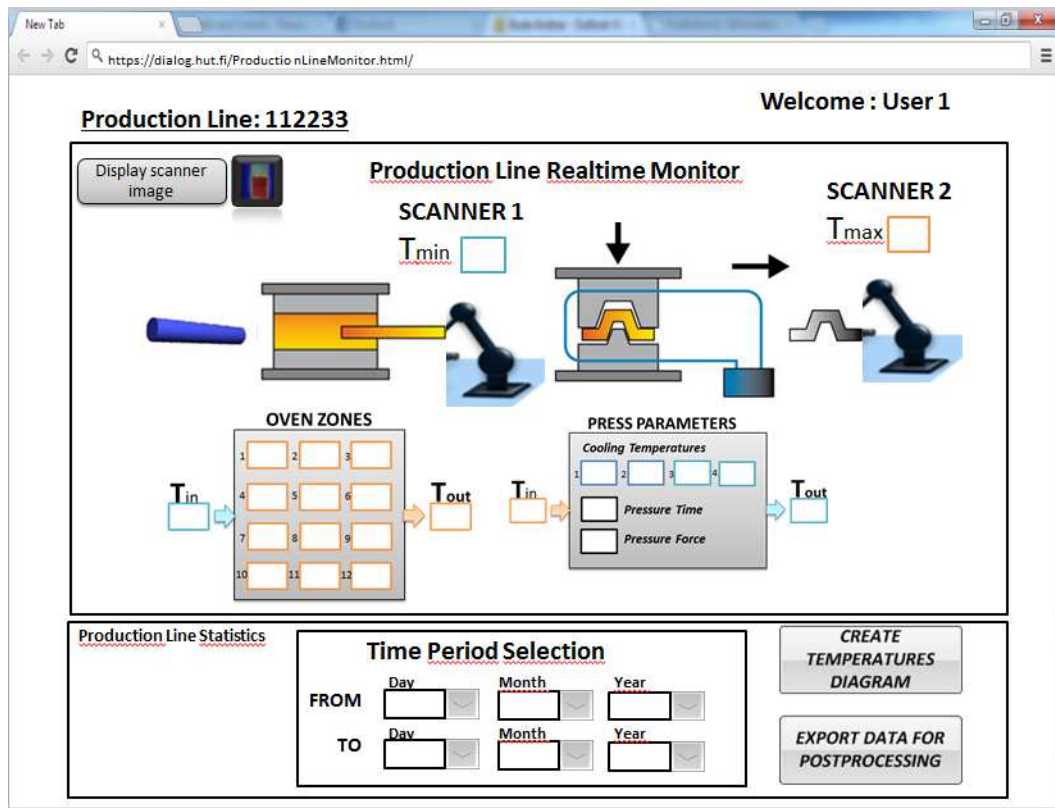 New Tab
https://dialog.hut.fi/Productio nLineMonitor.html/
Welcome : User 1
Production Line: 112233
Display scanner
image
Production Line Realtime Monitor
SCANNER 1
Tmin
SCANNER 2
Tmax
OVEN ZONES
1 2 3
4 5 6
7 8 9
10 11 12
Tin
Tout
PRESS PARAMETERS
Cooling Temperatures
1 2 3 4
Tin
Pressure Time
Pressure Force
Tout
Production Line Statistics
Time Period Selection
Day Month Year
FROM
Day Month Year
TO
CREATE
TEMPERATURES
DIAGRAM
EXPORT DATA FOR
POSTPROCESSING